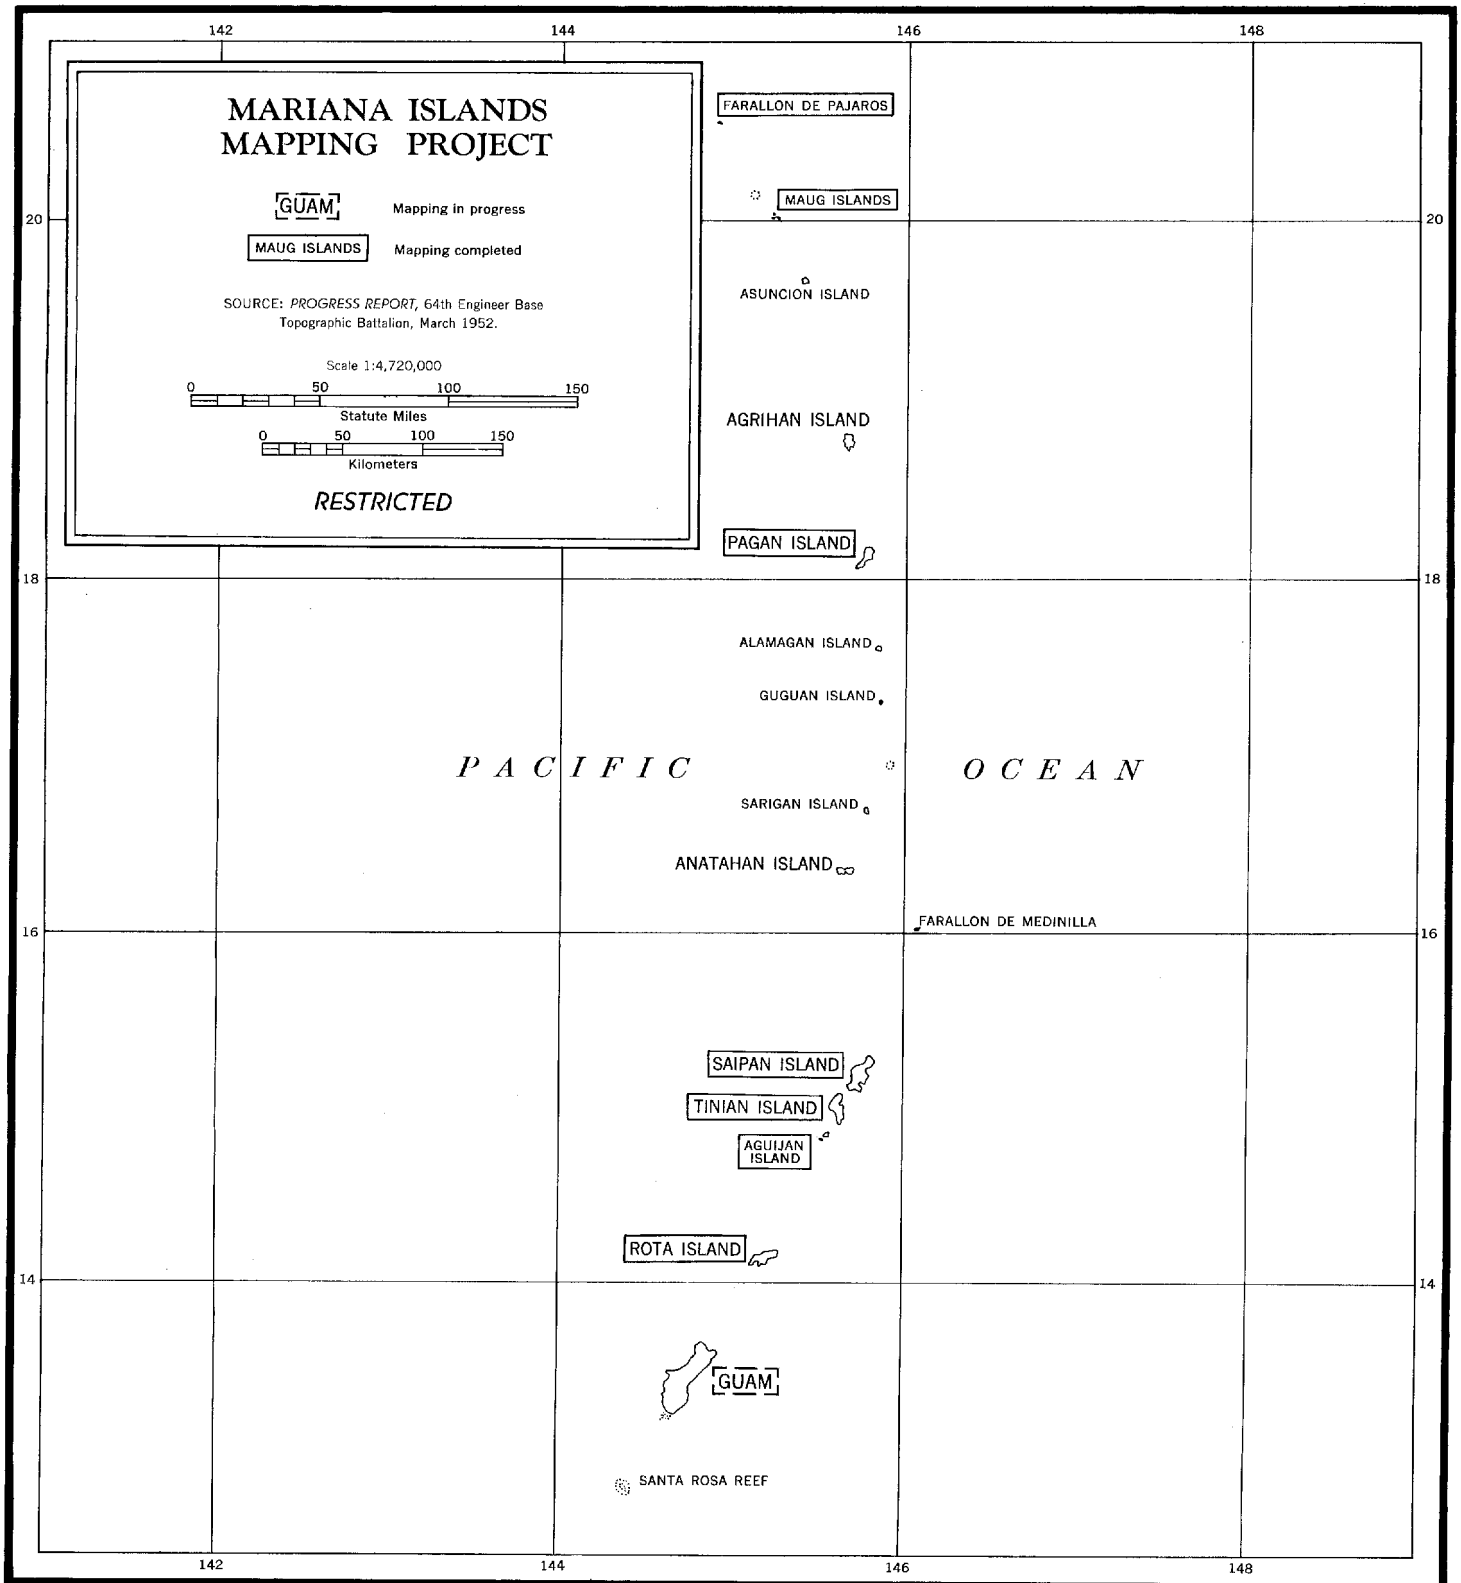 142 144 146 148
MARIANA ISLANDS
MAPPING PROJECT
GUAM Mapping in progress
MAUG ISLANDS Mapping completed
SOURCE: PROGRESS REPORT, 64th Engineer Base
Topographic Battalion, March 1952.
Scale 1:4,720,000
0 50 100 150
Statute Miles
0 50 100 150
Kilometers
RESTRICTED
FARALLON DE PAJAROS
MAUG ISLANDS
20 20
ASUNCION ISLAND
AGRIHAN ISLAND
PAGAN ISLAND
18 18
ALAMAGAN ISLAND
GUGUAN ISLAND
PACIFIC OCEAN
SARIGAN ISLAND
ANATAHAN ISLAND
FARALLON DE MEDINILLA
16 16
SAIPAN ISLAND
TINIAN ISLAND
AGUIJAN
ISLAND
ROTA ISLAND
14 14
GUAM
SANTA ROSA REEF
142 144 146 148